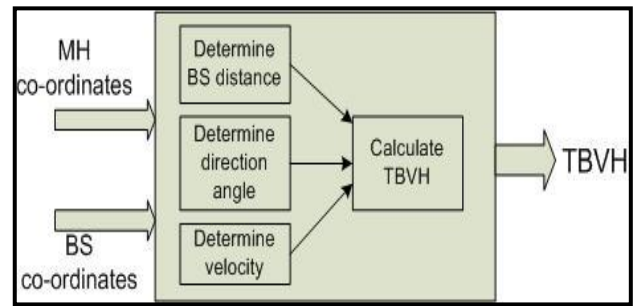 MH
co-ordinates
BS
co-ordinates
Determine
BS distance
Determine
direction
angle
Determine
velocity
Calculate
TBVH
TBVH